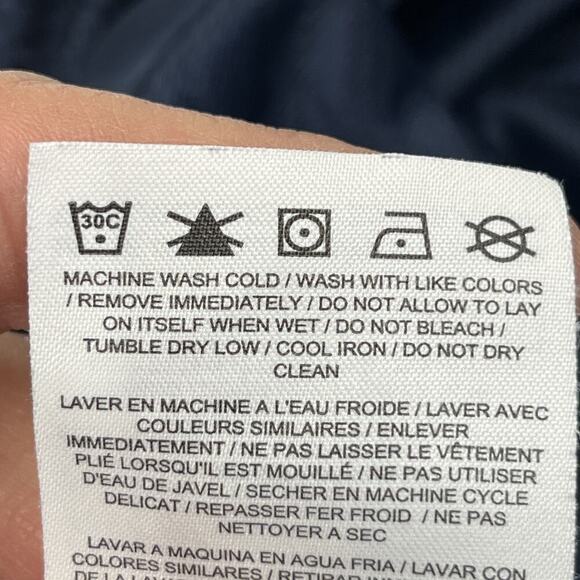 30C
MACHINE WASH COLD / WASH WITH LIKE COLORS
/ REMOVE IMMEDIATELY / DO NOT ALLOW TO LAY
ON ITSELF WHEN WET / DO NOT BLEACH /
TUMBLE DRY LOW / COOL IRON / DO NOT DRY
CLEAN
LAVER EN MACHINE A L'EAU FROIDE / LAVER AVEC
COULEURS SIMILAIRES / ENLEVER
IMMEDIATEMENT / NE PAS LAISSER LE VÊTEMENT
PLIÉ LORSQU'IL EST MOUILLÉ / NE PAS UTILISER
D'EAU DE JAVEL / SECHER EN MACHINE CYCLE
DELICAT / REPASSER FER FROID / NE PAS
NETTOYER A SEC
LAVAR A MAQUINA EN AGUA FRIA / LAVAR CON
COLORES SIMILARES / RETIRAR
DE LA